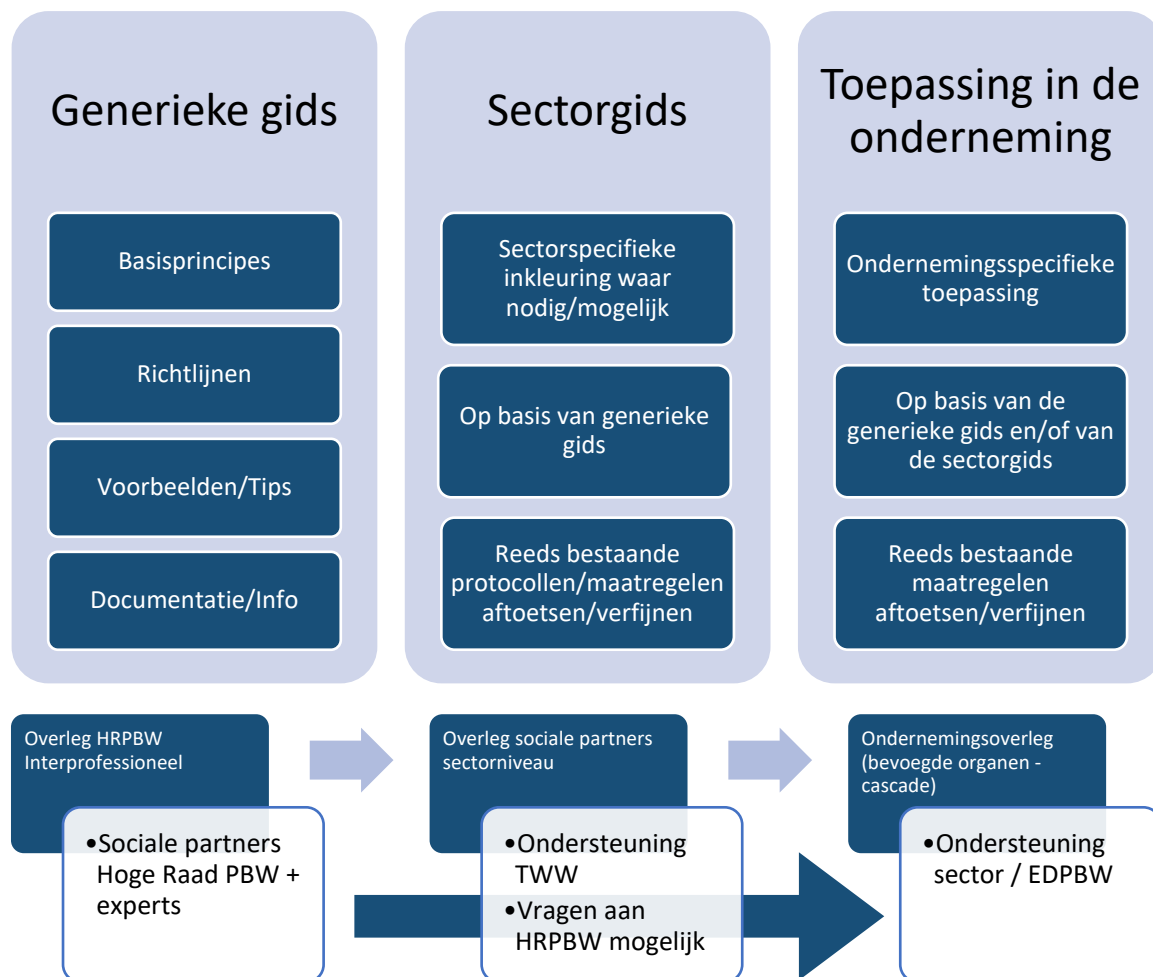 Generieke gids
Basisprincipes
Richtlijnen
Voorbeelden/Tips
Documentatie/Info
Sectorgids
Sectorspecifieke
inkleuring waar
nodig/mogelijk
Op basis van generieke
gids
Reeds bestaande
protocollen/maatregelen
aftoetsen/verfijnen
Toepassing in de
onderneming
Ondernemingsspecifieke
toepassing
Op basis van de
generieke gids en/of van
de sectorgids
Reeds bestaande
maatregelen
aftoetsen/verfijnen
Overleg HRPBW
Interprofessioneel
•Sociale partners
Hoge Raad PBW +
experts
Overleg sociale partners
sectorniveau
•Ondersteuning
TWW
•Vragen aan
HRPBW mogelijk
Ondernemingsoverleg
(bevoegde organen -
cascade)
•Ondersteuning
sector / EDPBW